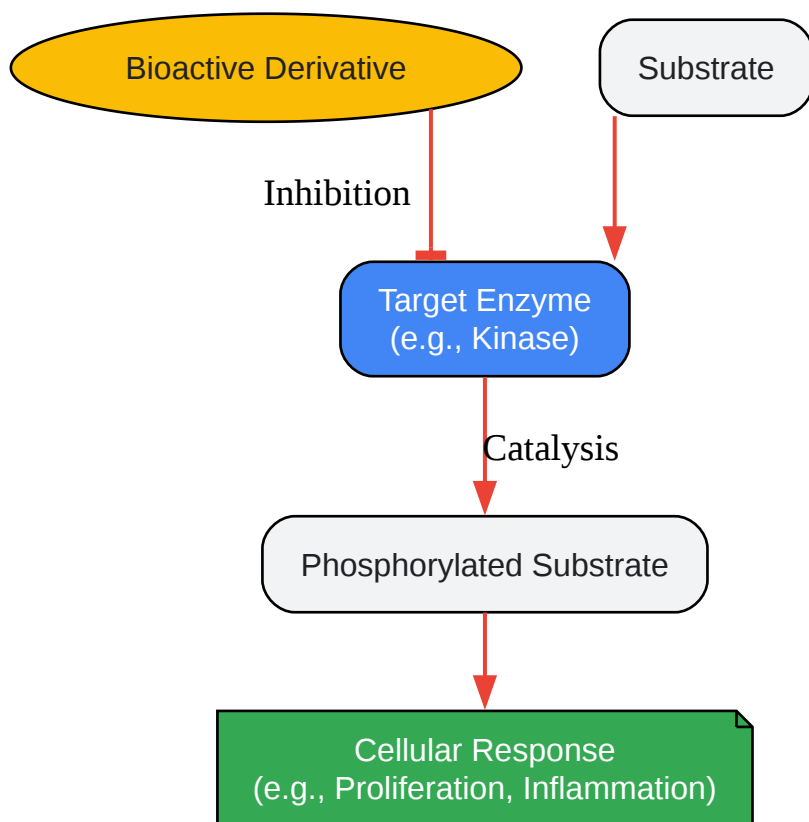 Bioactive Derivative
Substrate
Inhibition
Target Enzyme
(e.g., Kinase)
Catalysis
Phosphorylated Substrate
Cellular Response
(e.g., Proliferation, Inflammation)